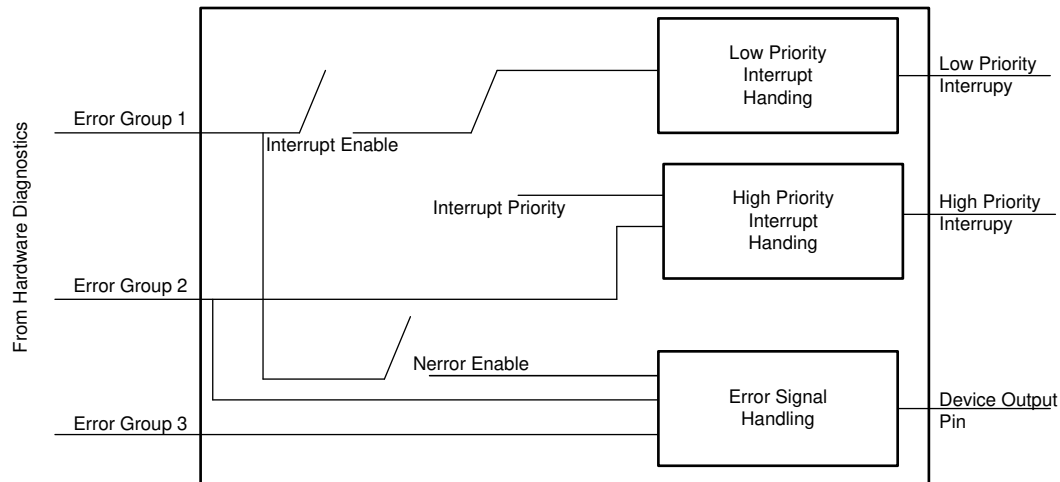 From Hardware Diagnostics
Error Group 1
Interrupt Enable
Low Priority
Interrupt
Handing
Low Priority
Interrupy
Interrupt Priority
High Priority
Interrupt
Handing
High Priority
Interrupy
Error Group 2
Nerror Enable
Error Signal
Handling
Device Output
Pin
Error Group 3